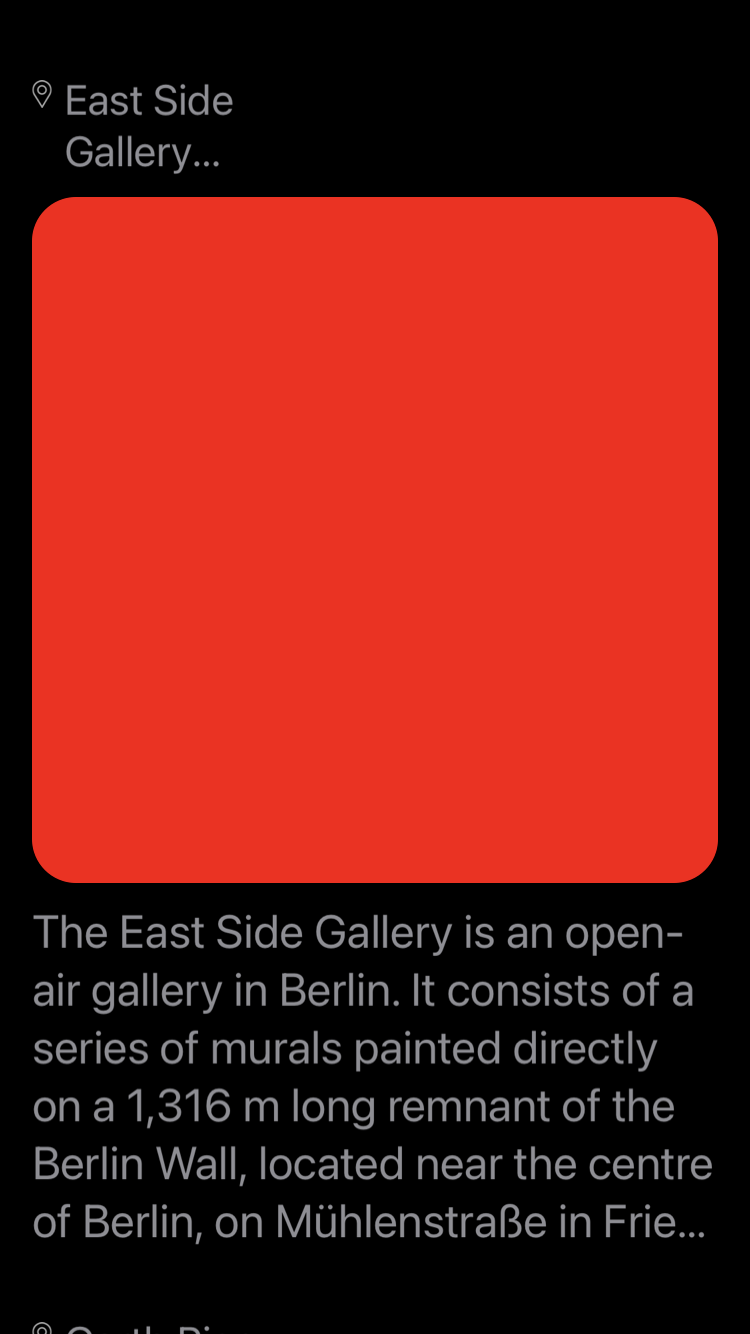 East Side
Gallery...
The East Side Gallery is an open-
air gallery in Berlin. It consists of a
series of murals painted directly
on a 1,316 m long remnant of the
Berlin Wall, located near the centre
of Berlin, on Mühlenstraße in Frie...